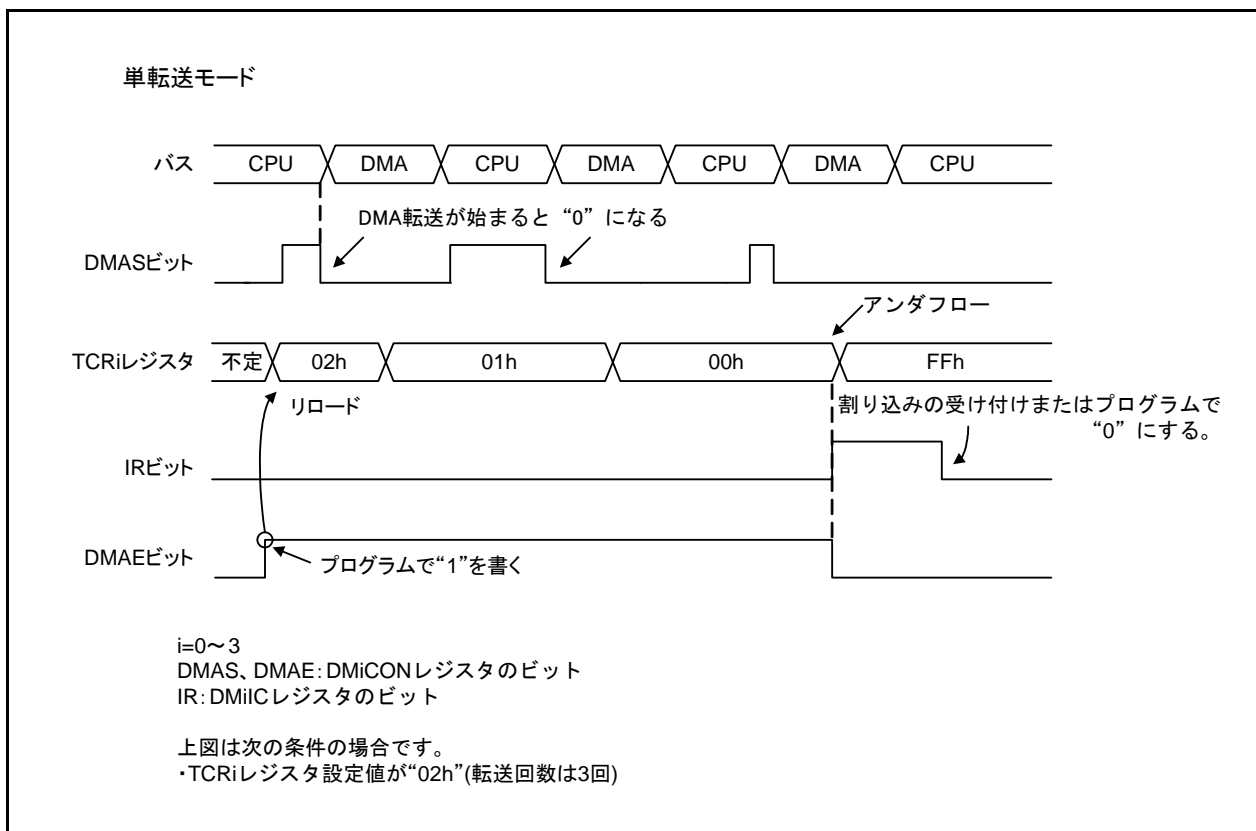 単転送モード
バス CPU DMA CPU DMA CPU DMA CPU
DMA転送が始まると “0” になる
DMASビット
アンダフロー
TCRiレジスタ 不定 02h 01h 00h FFh
リロード
割り込みの受け付けまたはプログラムで
“0” にする。
IRビット
DMAEビット
プログラムで“1”を書く
i=0～3
DMAS、DMAE：DMiCONレジスタのビット
IR：DMiICレジスタのビット
上図は次の条件の場合です。
・TCRiレジスタ設定値が“02h”(転送回数は3回)